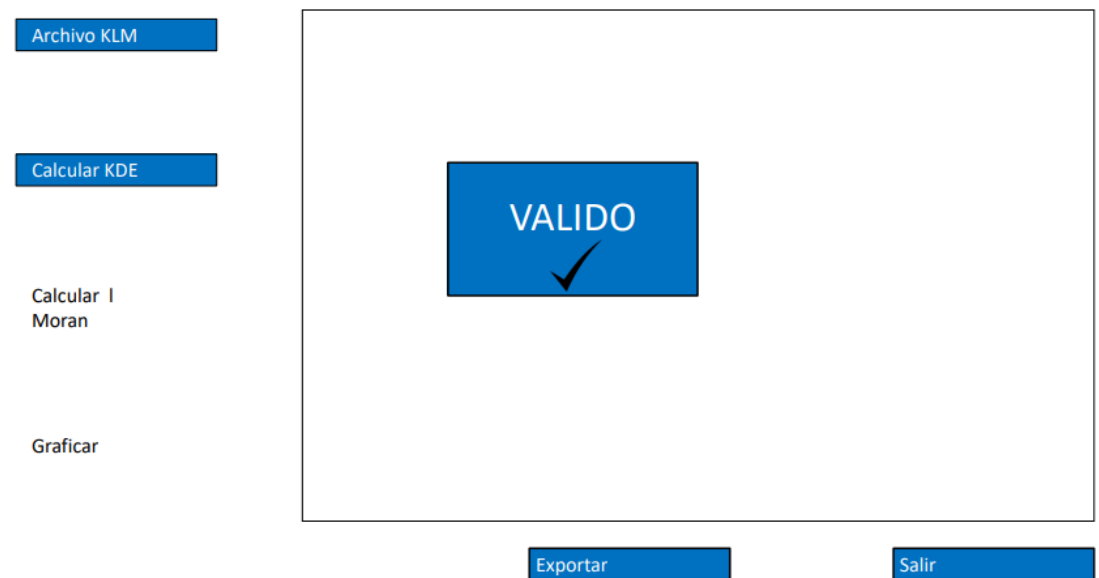 Archivo KLM
Calcular KDE
VALIDO
Calcular I
Moran
Graficar
Exportar
Salir